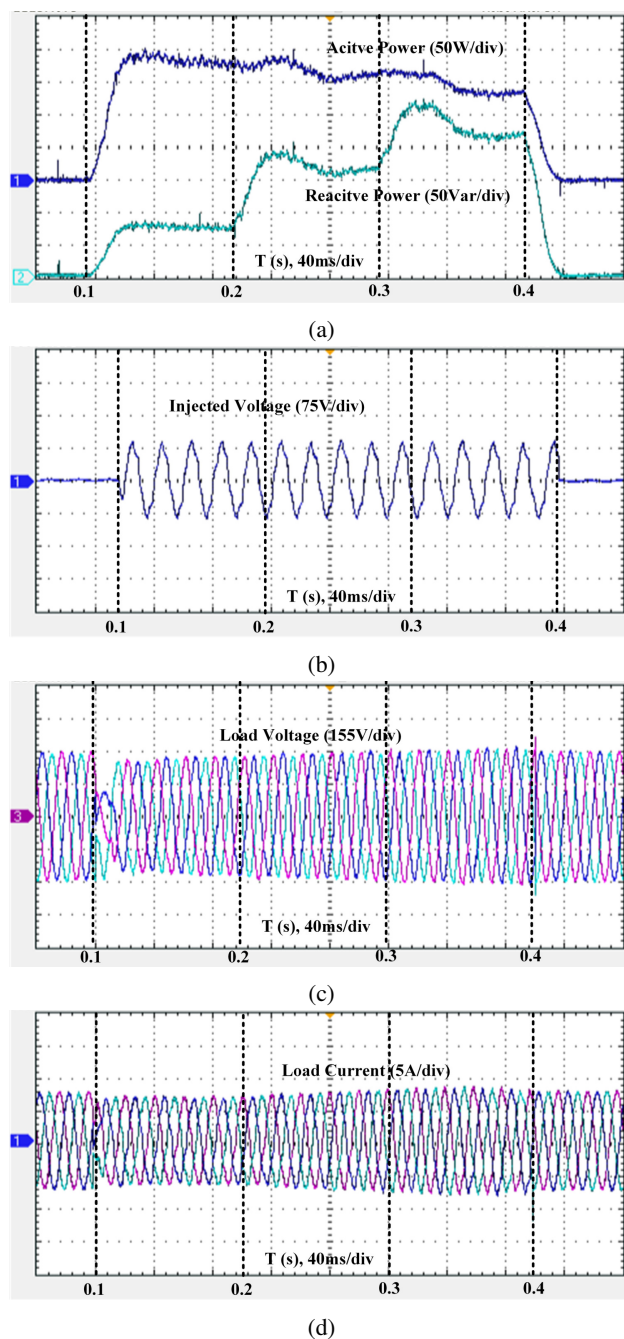 Acitve Power (50W/div)
1
Reacitve Power (50Var/div)
T (s), 40ms/div
2
0.1 0.2 0.3 0.4
(a)
Injected Voltage (75V/div)
1
T (s), 40ms/div
0.1 0.2 0.3 0.4
(b)
Load Voltage (155V/div)
3
T (s), 40ms/div
0.1 0.2 0.3 0.4
(c)
Load Current (5A/div)
1
T (s), 40ms/div
0.1 0.2 0.3 0.4
(d)